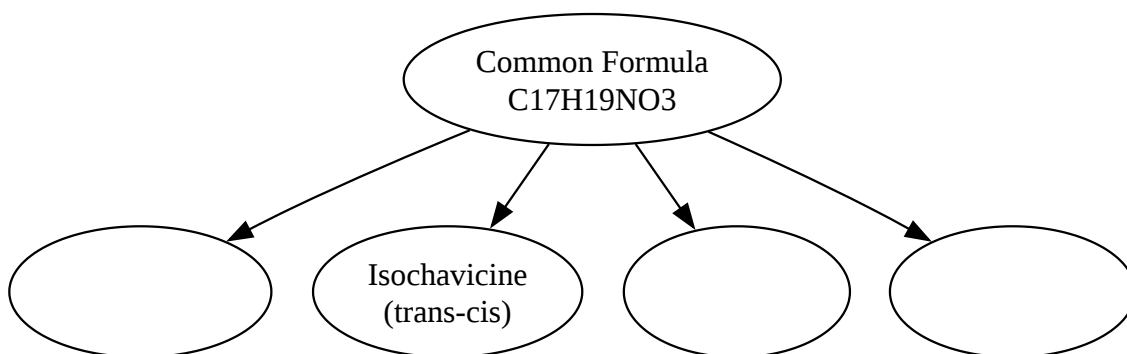 Common Formula
C17H19NO3
Isochavicine
(trans-cis)